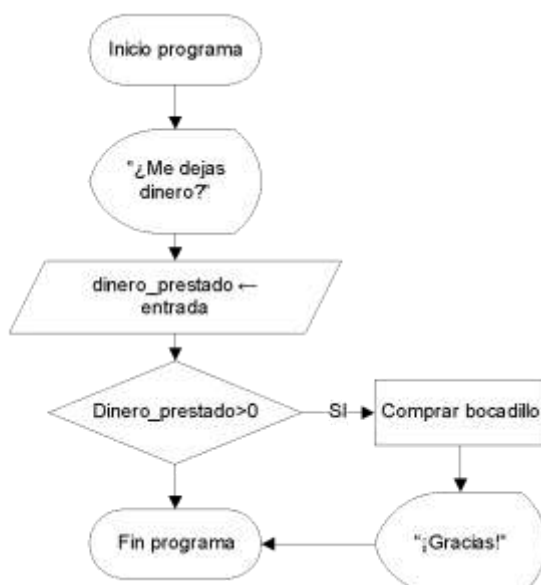 Inicio programa
"¿Me dejas
dinero?"
dinero_prestado ←
entrada
Dinero_prestado>0
SI
Comprar bocadillo
Fin programa
"¡Gracias!"